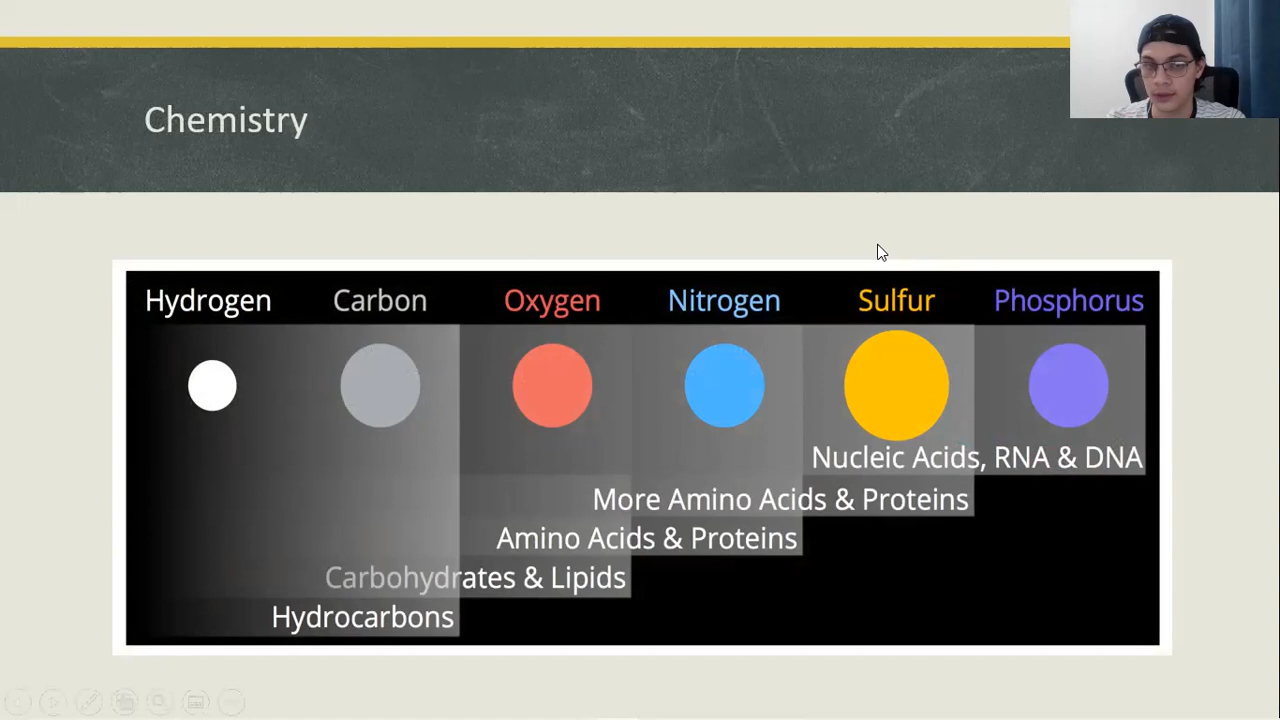 Chemistry
Hydrogen Carbon Oxygen Nitrogen Sulfur Phosphorus
Nucleic Acids, RNA & DNA
More Amino Acids & Proteins
Amino Acids & Proteins
Carbohydrates & Lipids
Hydrocarbons